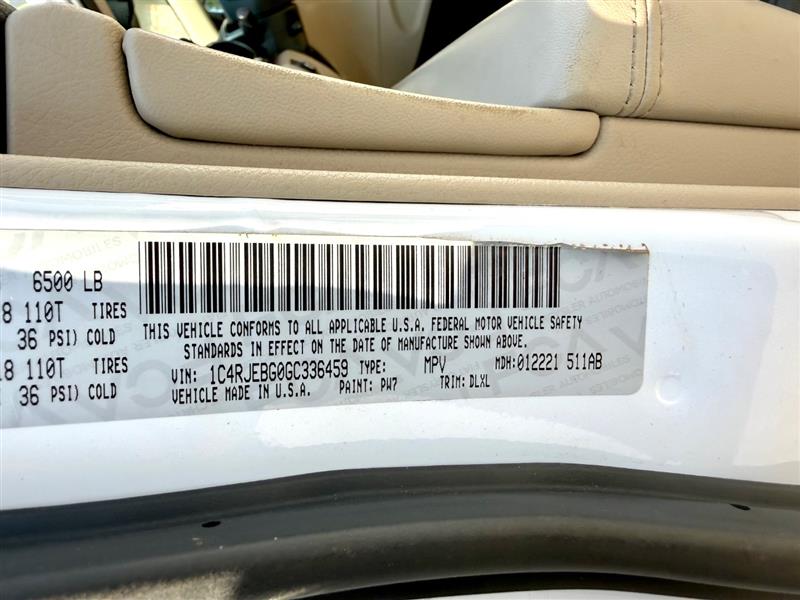 6500 LB
8 110T TIRES
36 PSI) COLD
18 110T TIRES
36 PSI) COLD
THIS VEHICLE CONFORMS TO ALL APPLICABLE U.S.A. FEDERAL MOTOR VEHICLE SAFETY
STANDARDS IN EFFECT ON THE DATE OF MANUFACTURE SHOWN ABOVE.
VIN: 1C4RJEBG0GC336459 TYPE: MPV MDH:012221 511AB
VEHICLE MADE IN U.S.A. PAINT: PW7 TRIM: DLXL